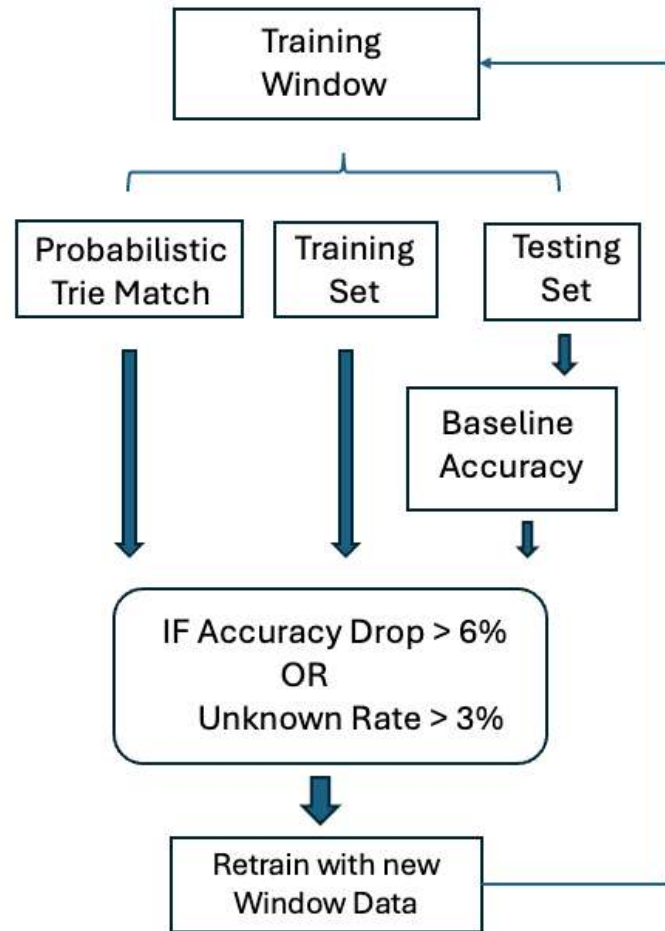 Training
Window
Probabilistic
Trie Match
Training
Set
Testing
Set
Baseline
Accuracy
IF Accuracy Drop > 6%
OR
Unknown Rate > 3%
Retrain with new
Window Data